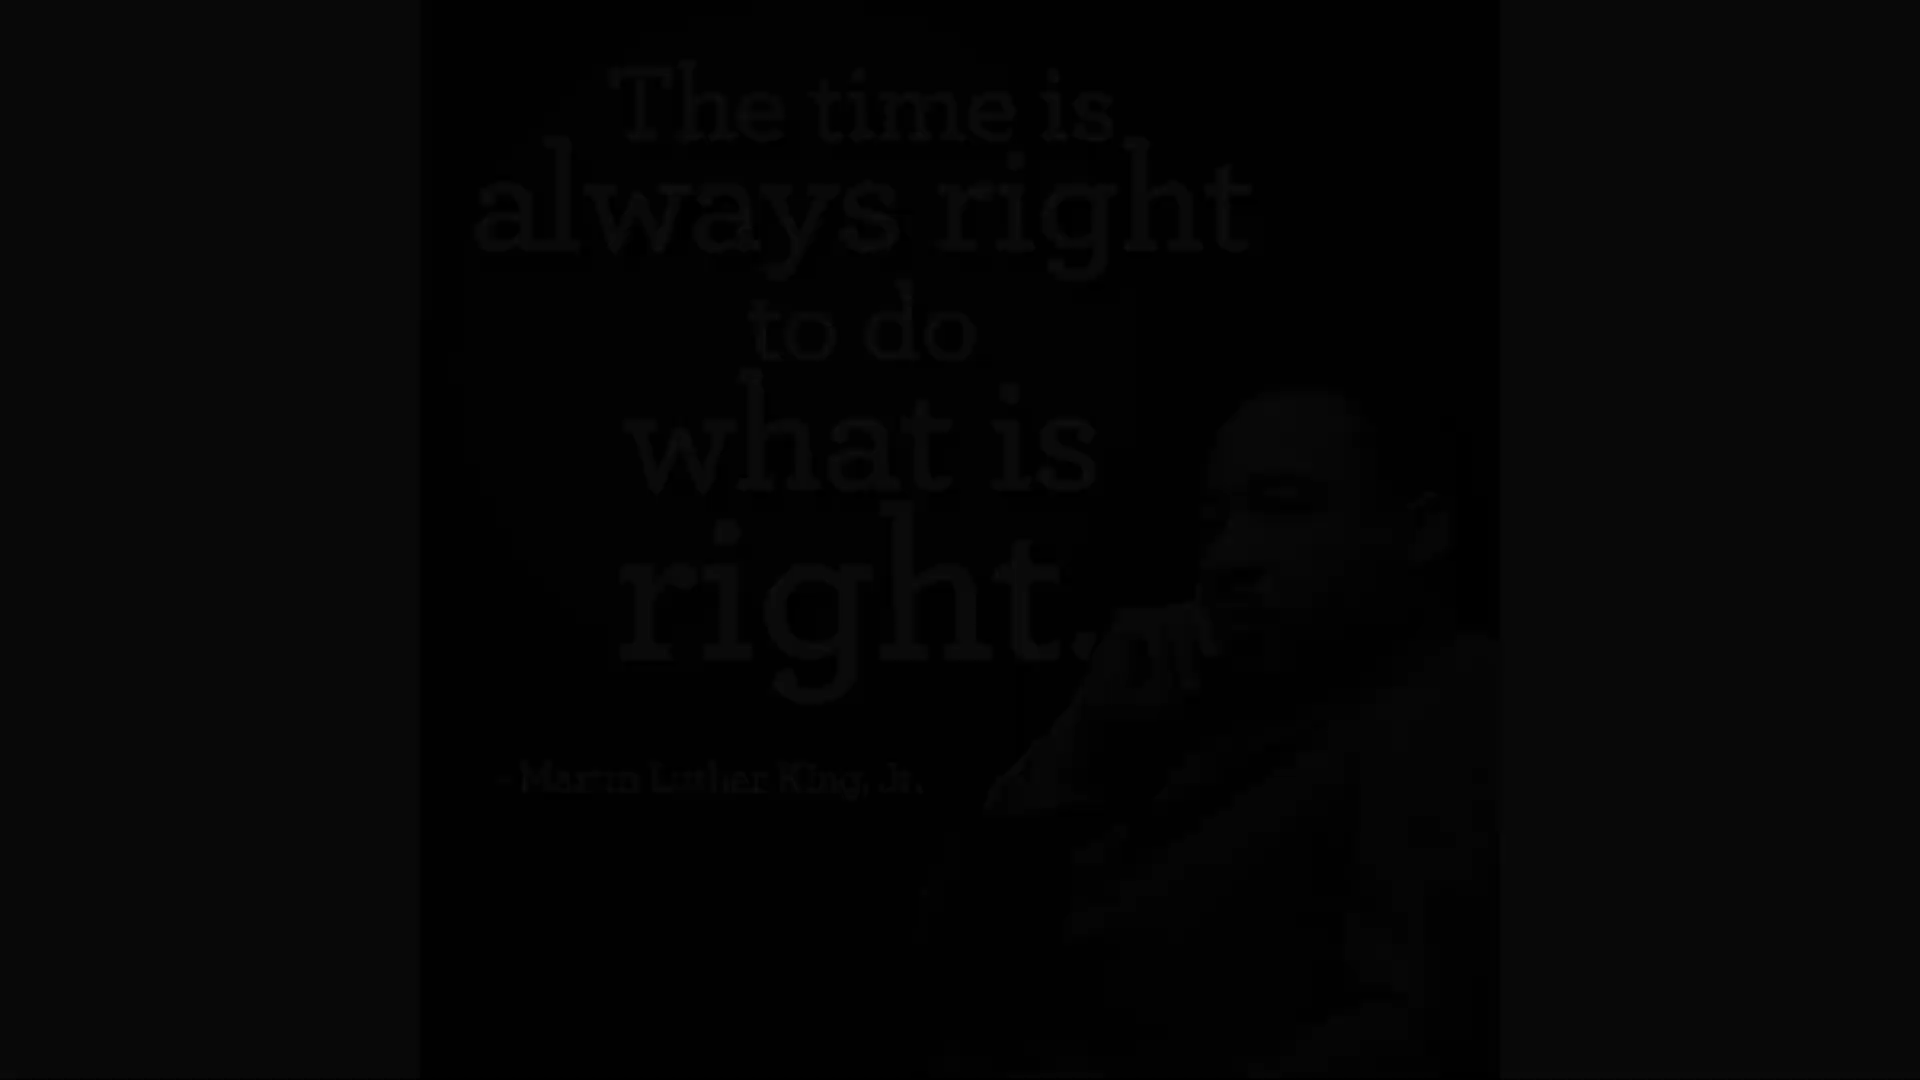 The time is
always right
to do
what is
right.
- Martin Luther King, Jr.